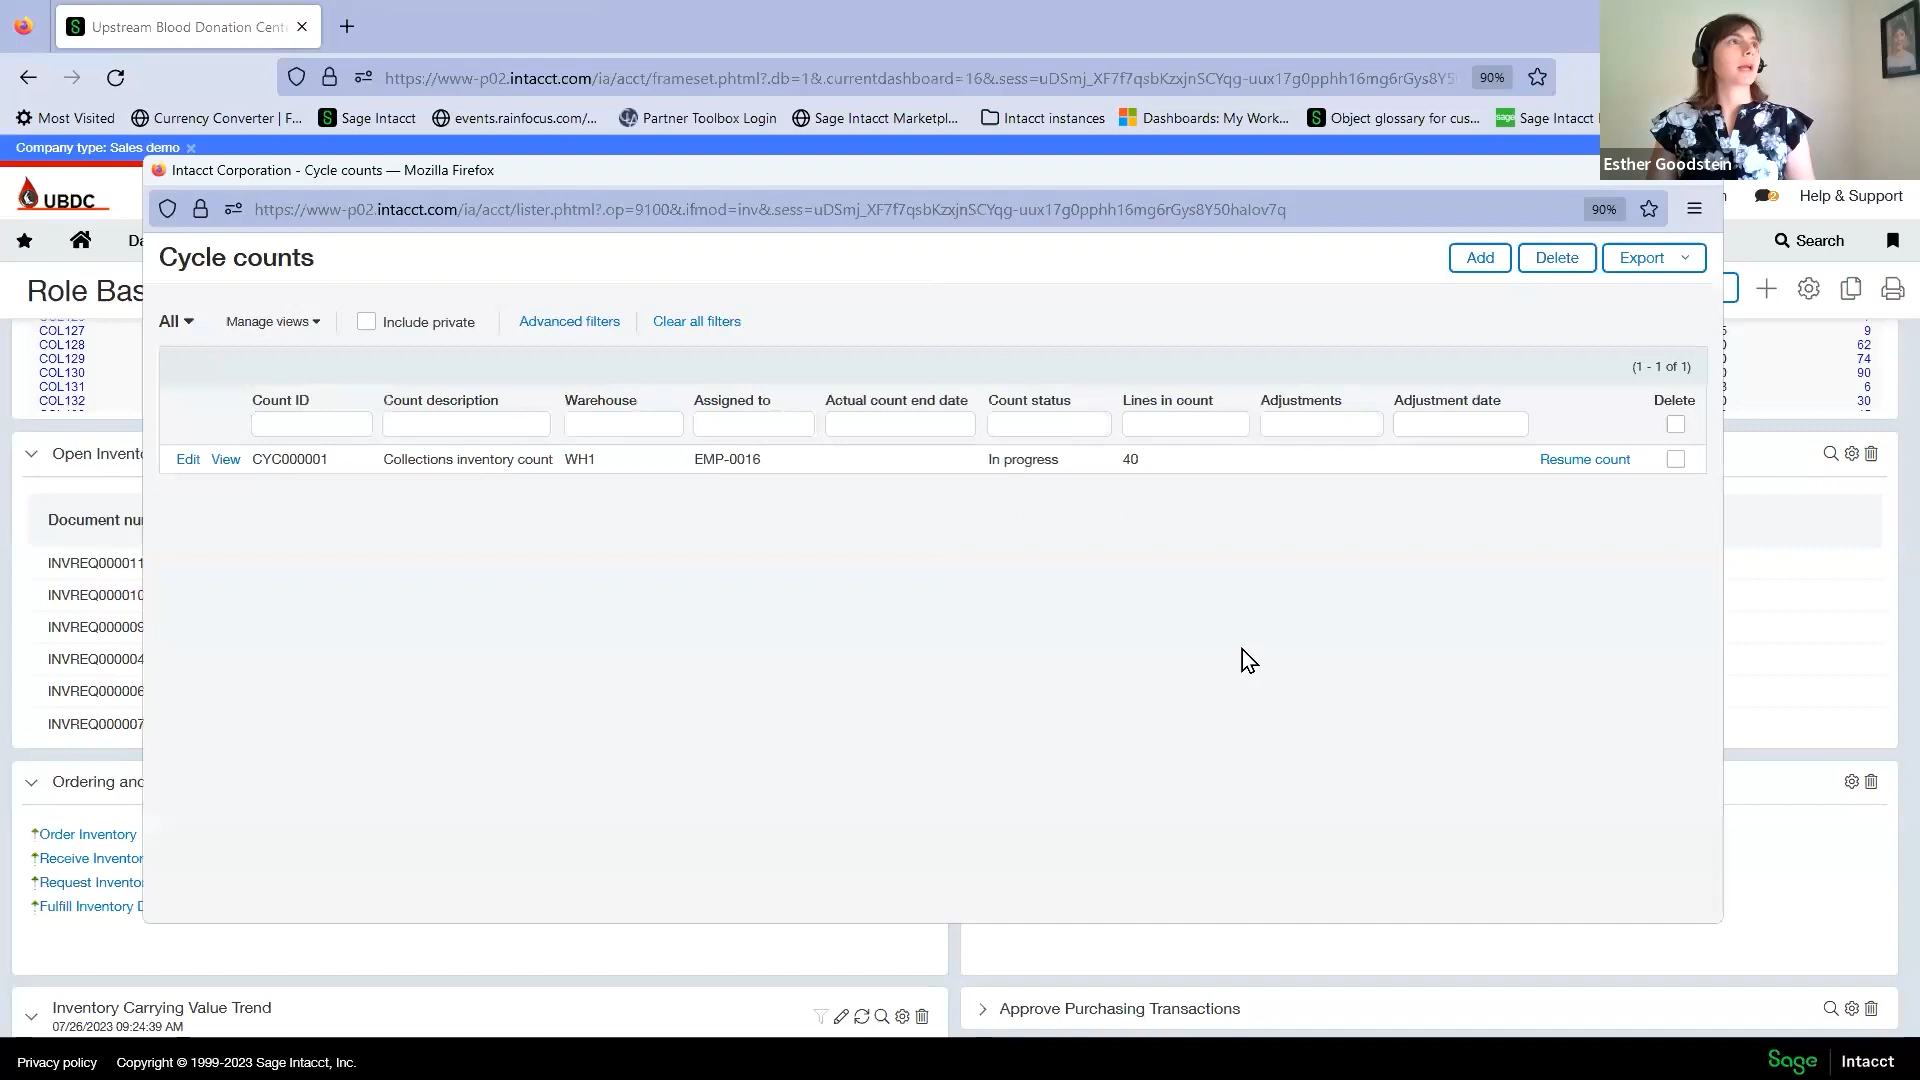 Upstream Blood Donation Cent
https://www-p02.intacct.com/ia/acct/frameset.phtml?.db=1&.currentdashboard=16&.sess=uDSmj_XF7f7qsbKzxjnSCYqg-uux17g0pphh16mg6rGys8Y5
90%
Most Visited
Currency Converter | F...
Sage Intacct
events.rainfocus.com/...
Partner Toolbox Login
Sage Intacct Marketpl...
Intacct instances
Dashboards: My Work...
Object glossary for cus...
Sage Intacct
Esther Goodstein
Company type: Sales demo
Intacct Corporation - Cycle counts — Mozilla Firefox
UBDC
Help & Support
https://www-p02.intacct.com/ia/acct/lister.phtml?.op=9100&.ifmod=inv&.sess=uDSmj_XF7f7qsbKzxjnSCYqg-uux17g0pphh16mg6rGys8Y50halov7q
90%
Da
Search
Cycle counts
Add
Delete
Export
Role Bas
All
Manage views
Include private
Advanced filters
Clear all filters
COL127
COL128
COL129
COL130
COL131
COL132
9
62
74
90
6
30
(1 - 1 of 1)
Count ID
Count description
Warehouse
Assigned to
Actual count end date
Count status
Lines in count
Adjustments
Adjustment date
Delete
Edit View CYC000001 Collections inventory count WH1 EMP-0016 In progress 40 Resume count
Open Invent
Document nu
INVREQ000011
INVREQ000010
INVREQ000009
INVREQ000004
INVREQ000006
INVREQ000007
Ordering and
Order Inventory
Receive Inventor
Request Invento
Fulfill Inventory D
Inventory Carrying Value Trend
07/26/2023 09:24:39 AM
Approve Purchasing Transactions
Privacy policy
Copyright © 1999-2023 Sage Intacct, Inc.
Sage
Intacct